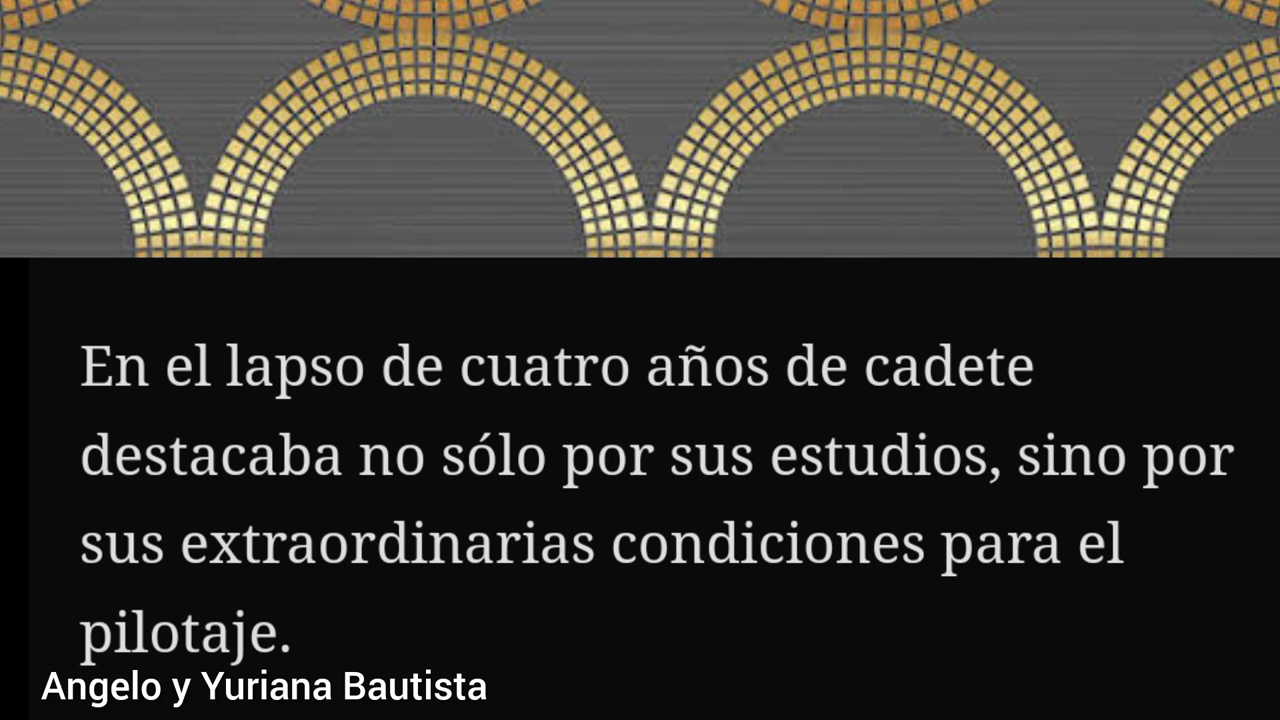 En el lapso de cuatro años de cadete
destacaba no sólo por sus estudios, sino por
sus extraordinarias condiciones para el
pilotaje.
Angelo y Yuriana Bautista